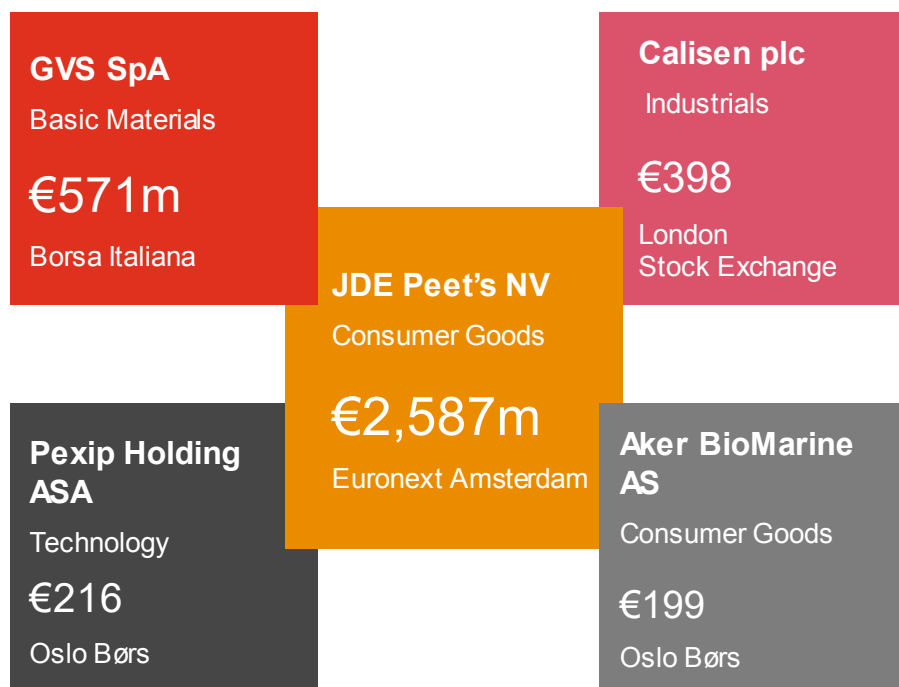 GVS SpA
Basic Materials
€571m
Borsa Italiana
Calisen plc
Industrials
€398
London
Stock Exchange
JDE Peet’s NV
Consumer Goods
€2,587m
Euronext Amsterdam
Pexip Holding
ASA
Technology
€216
Oslo Børs
Aker BioMarine
AS
Consumer Goods
€199
Oslo Børs